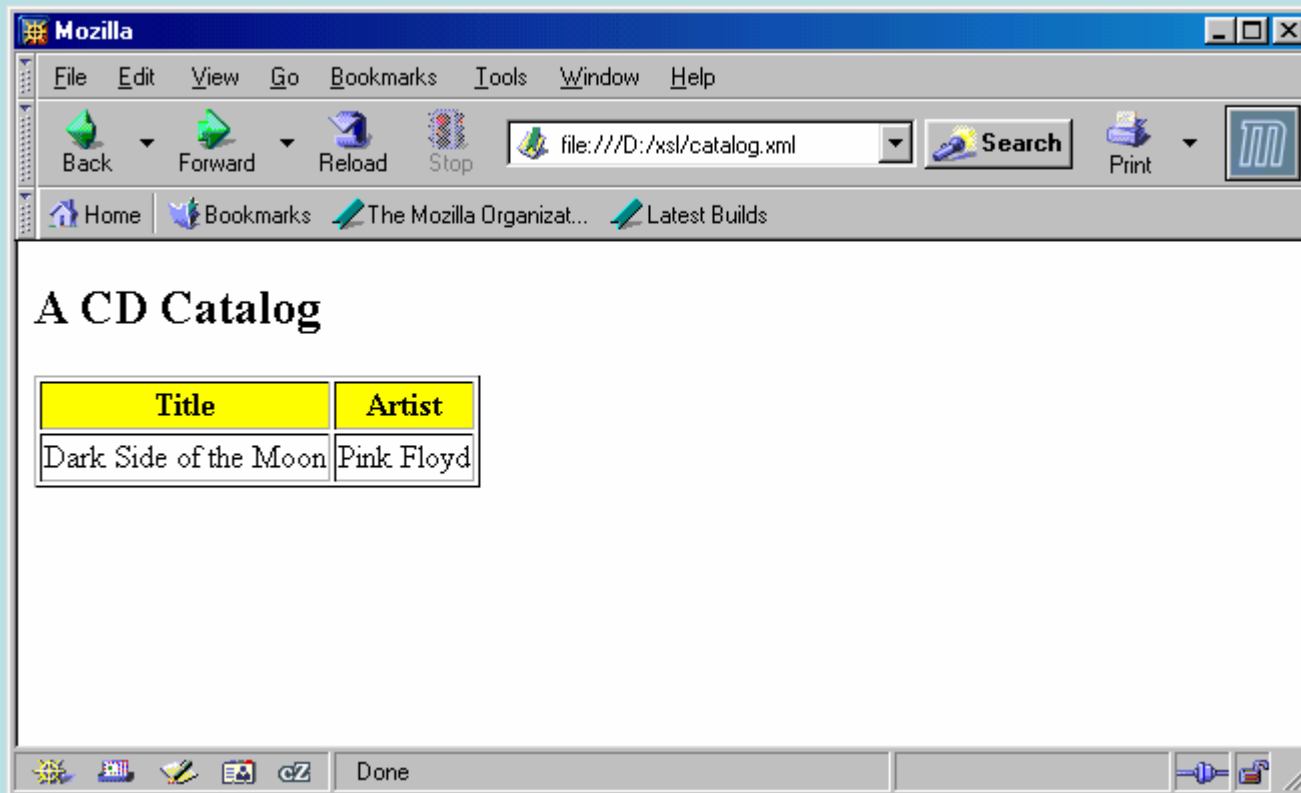 Mozilla
File Edit View Go Bookmarks Tools Window Help
Back Forward Reload Stop file:///D:/xsl/catalog.xml Search Print
Home Bookmarks The Mozilla Organizat... Latest Builds
A CD Catalog
Title Artist
Dark Side of the Moon Pink Floyd
cZ Done